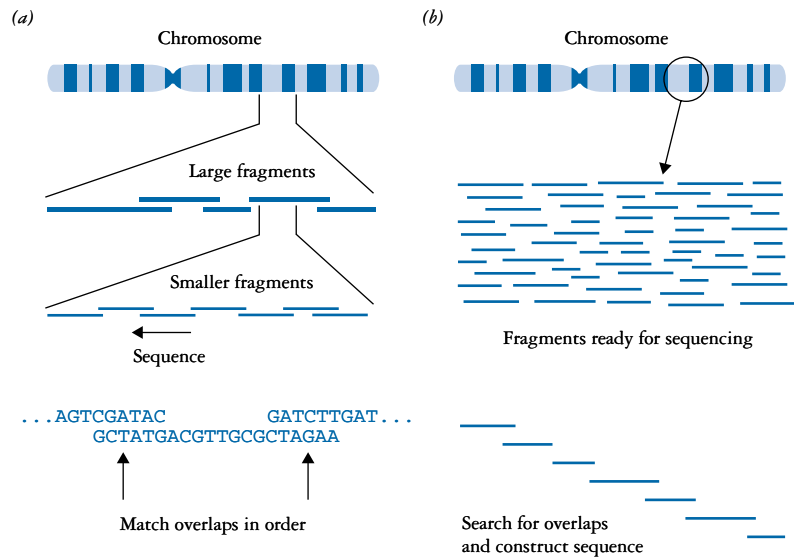 (a)
Chromosome
Large fragments
Smaller fragments
Sequence
...AGTCGATAC GATCTTGAT...
GCTATGACGTTGCGCTAGAA
Match overlaps in order
(b)
Chromosome
Fragments ready for sequencing
Search for overlaps
and construct sequence